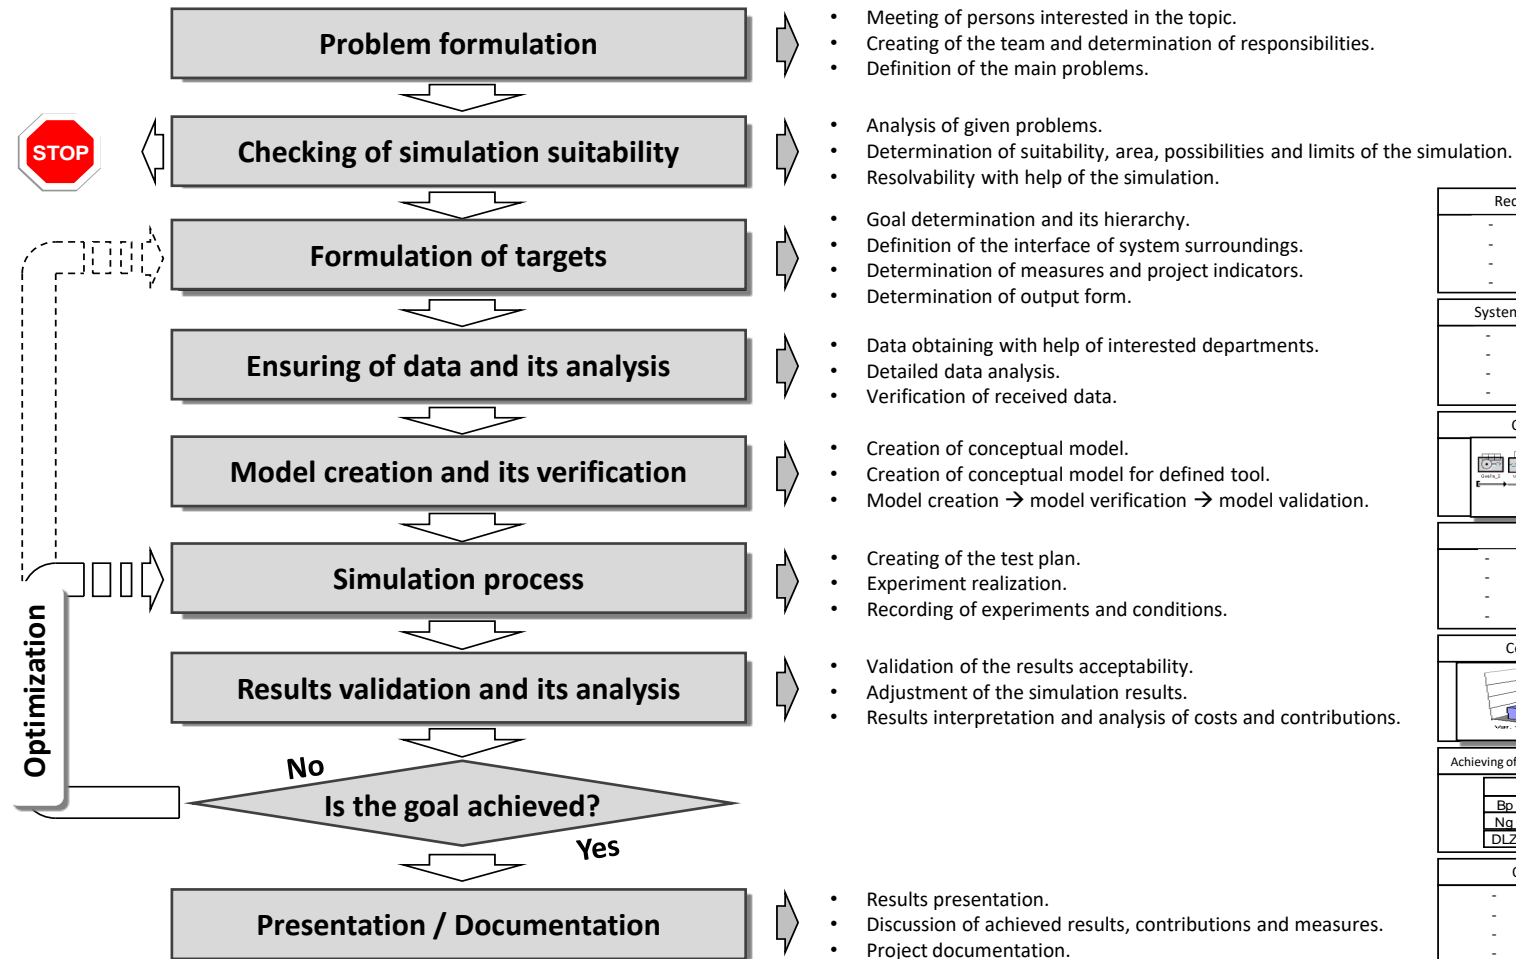 Problem formulation
• Meeting of persons interested in the topic.
• Creating of the team and determination of responsibilities.
• Definition of the main problems.
STOP
Checking of simulation suitability
• Analysis of given problems.
• Determination of suitability, area, possibilities and limits of the simulation.
• Resolvability with help of the simulation.
Formulation of targets
• Goal determination and its hierarchy.
• Definition of the interface of system surroundings.
• Determination of measures and project indicators.
• Determination of output form.
Ensuring of data and its analysis
• Data obtaining with help of interested departments.
• Detailed data analysis.
• Verification of received data.
Model creation and its verification
• Creation of conceptual model.
• Creation of conceptual model for defined tool.
• Model creation → model verification → model validation.
Simulation process
• Creating of the test plan.
• Experiment realization.
• Recording of experiments and conditions.
Optimization
Results validation and its analysis
• Validation of the results acceptability.
• Adjustment of the simulation results.
• Results interpretation and analysis of costs and contributions.
No
Is the goal achieved?
Yes
Presentation / Documentation
• Results presentation.
• Discussion of achieved results, contributions and measures.
• Project documentation.
-
-
-
-
System
-
-
-
-
-
-
-
-
Achieving of
Bp
Ng
DLZ
-
-
-
-